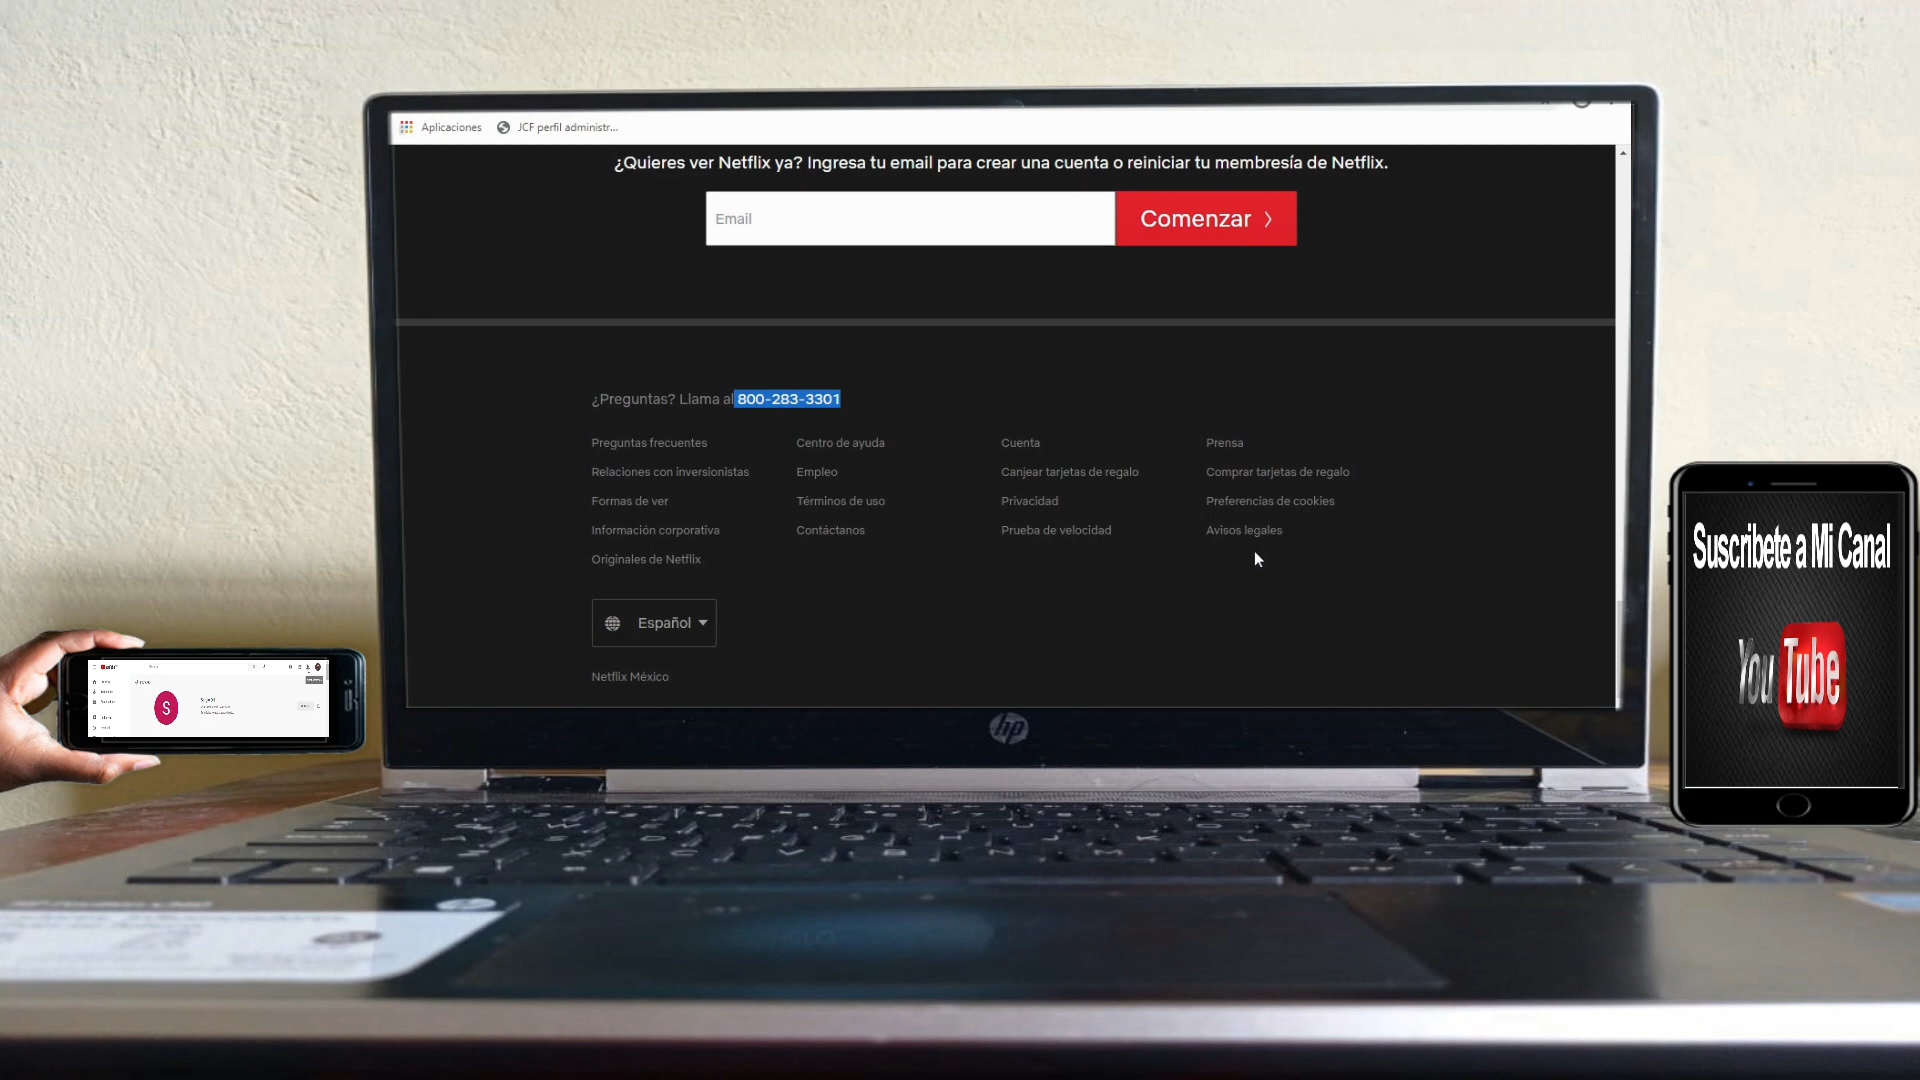 Aplicaciones JCF perfil administr...
¿Quieres ver Netflix ya? Ingresa tu email para crear una cuenta o reiniciar tu membresía de Netflix.
Email
Comenzar
¿Preguntas? Llama al 800-283-3301
Preguntas frecuentes Centro de ayuda Cuenta Prensa
Relaciones con inversionistas Empleo Canjear tarjetas de regalo Comprar tarjetas de regalo
Formas de ver Términos de uso Privacidad Preferencias de cookies
Información corporativa Contáctanos Prueba de velocidad Avisos legales
Originales de Netflix
Español
Netflix México
hp
S
Suscribete a Mi Canal
YouTube